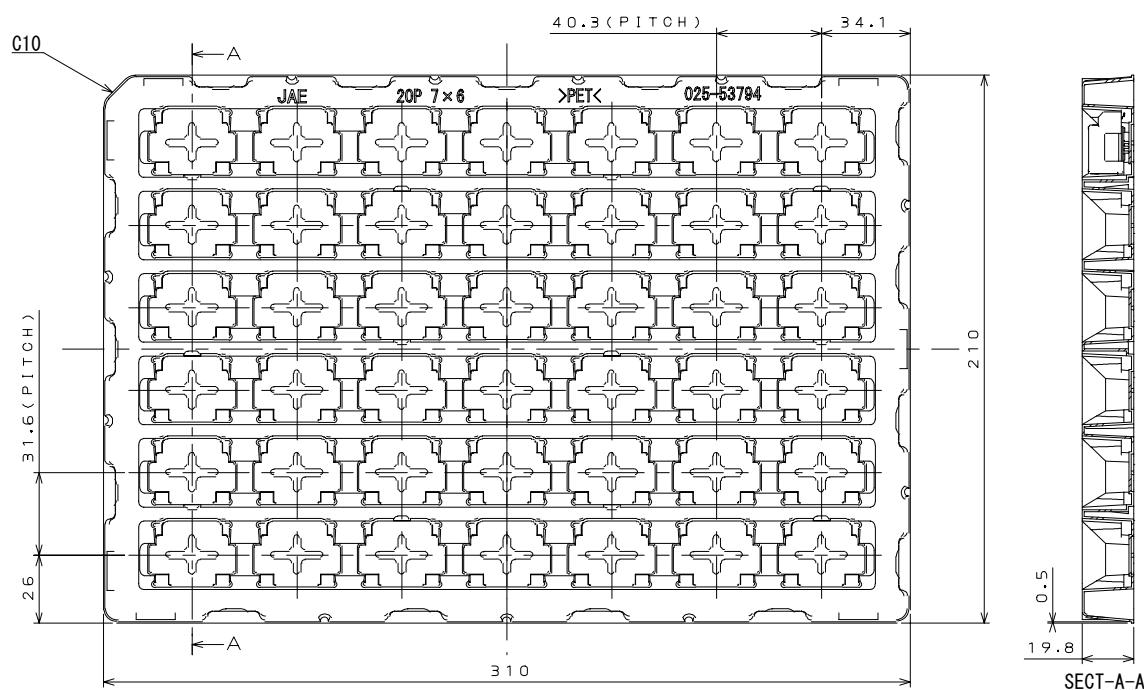 40.3(PITCH)
34.1
C10
A
JAE 20P 7×6 >PET< 025-53794
31.6(PITCH)
210
26
0.5
A
310
19.8
SECT-A-A